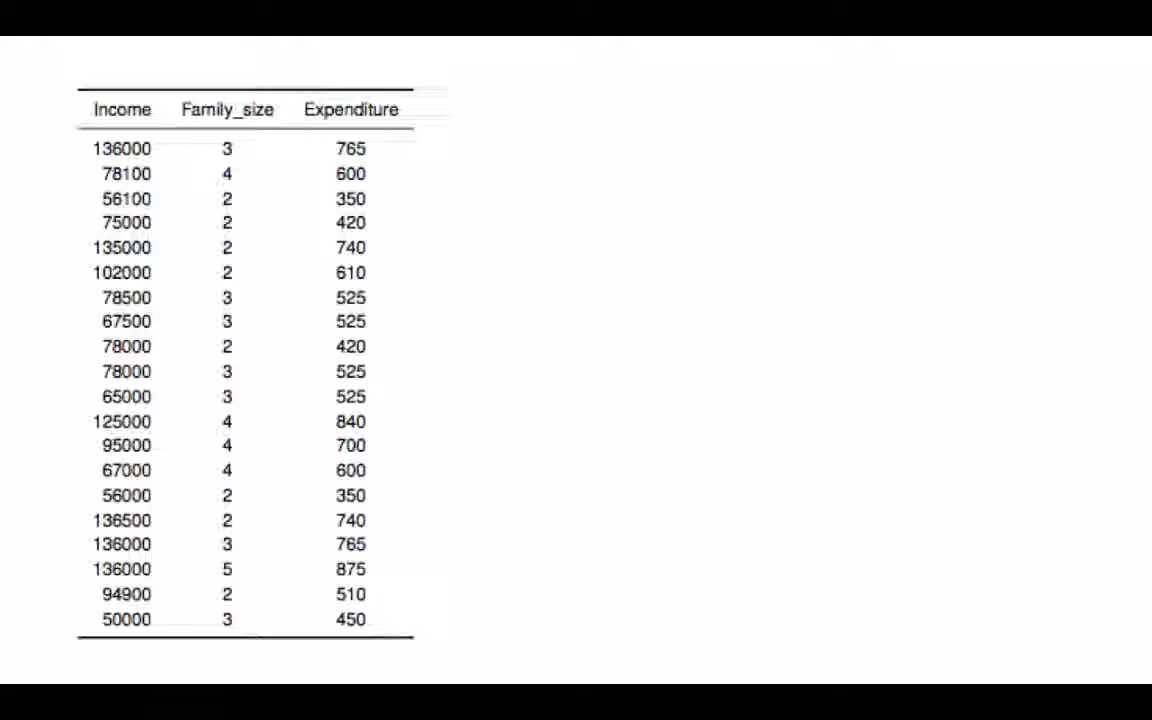 Income Family_size Expenditure
136000 3 765
78100 4 600
56100 2 350
75000 2 420
135000 2 740
102000 2 610
78500 3 525
67500 3 525
78000 2 420
78000 3 525
65000 3 525
125000 4 840
95000 4 700
67000 4 600
56000 2 350
136500 2 740
136000 3 765
136000 5 875
94900 2 510
50000 3 450